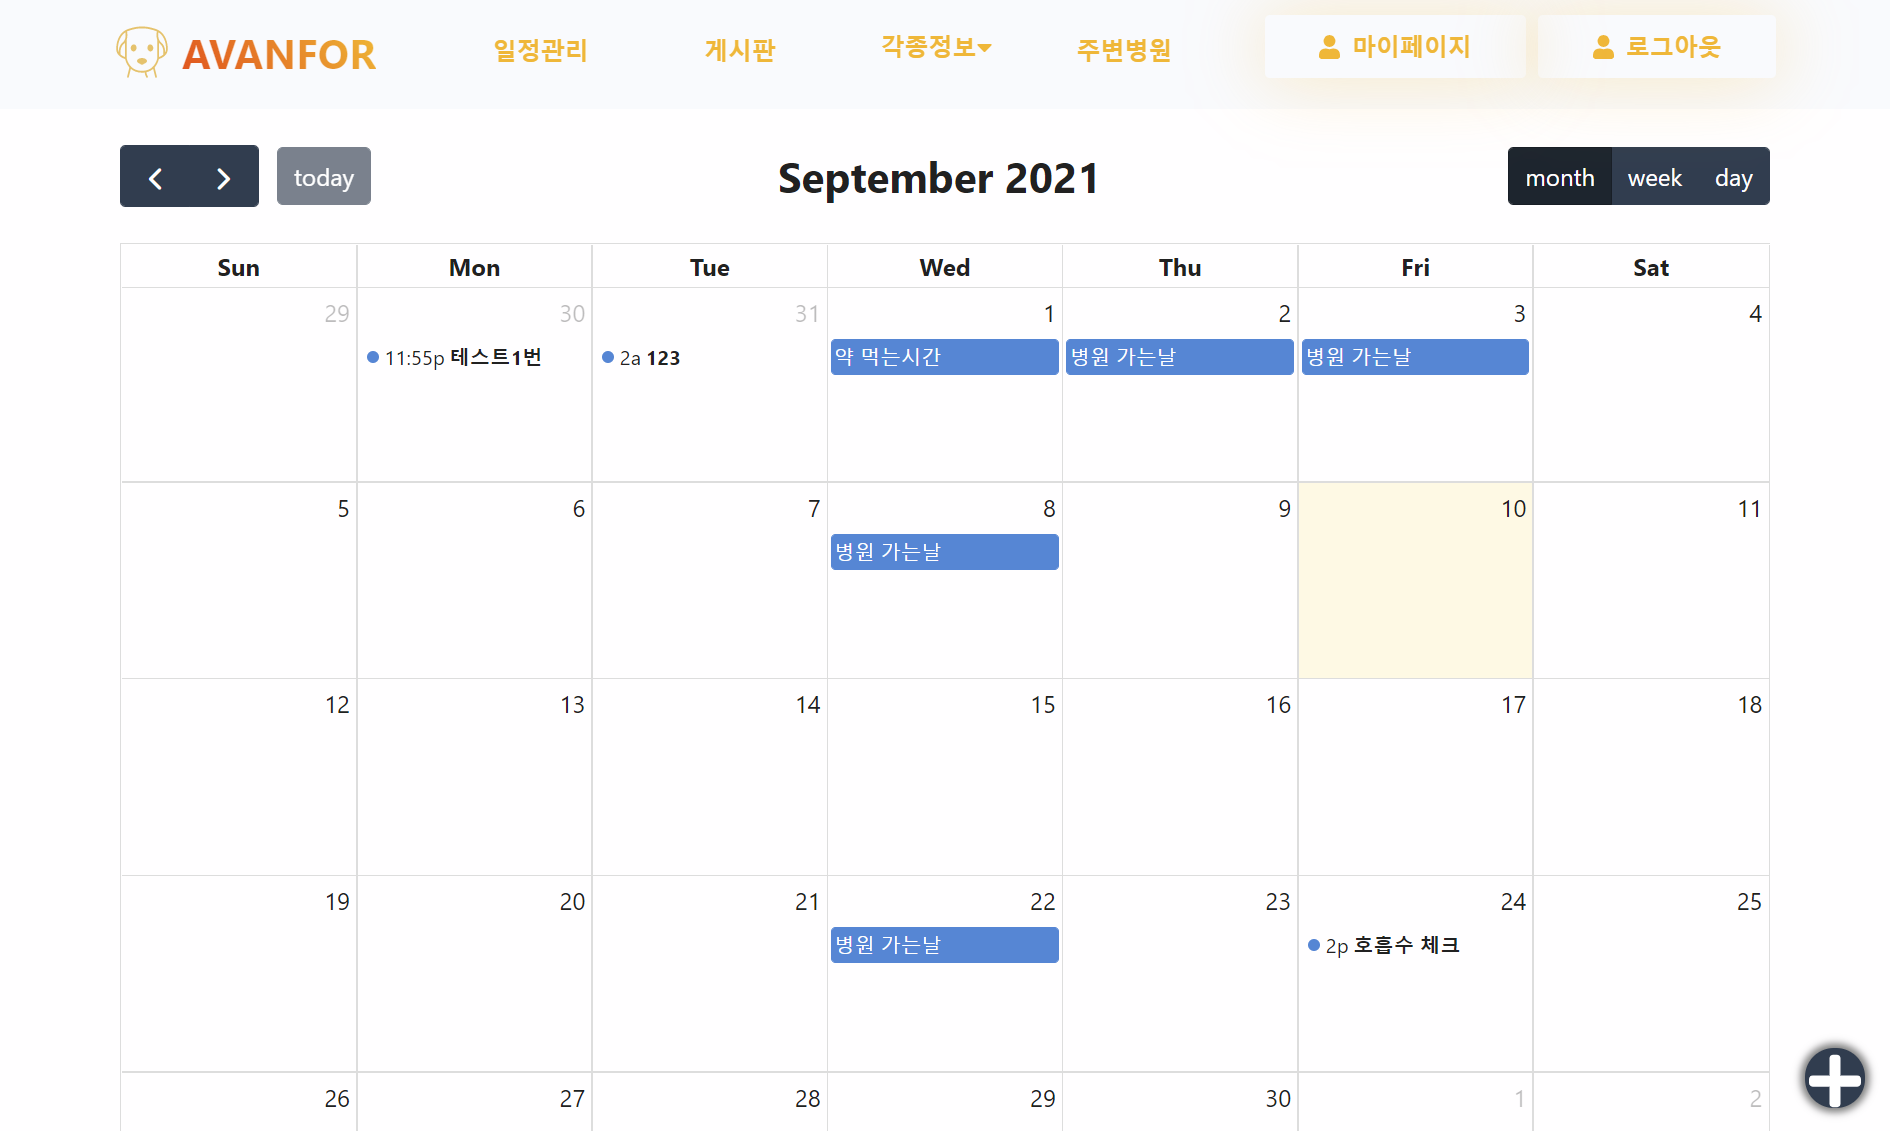 AVANFOR 일정관리 게시판 각종정보 주변병원 마이페이지 로그아웃
today September 2021 month week day
Sun Mon Tue Wed Thu Fri Sat
29 30 31 1 2 3 4
11:55p 테스트1번 2a 123 약 먹는시간 병원 가는날 병원 가는날
5 6 7 8 9 10 11
병원 가는날
12 13 14 15 16 17 18
19 20 21 22 23 24 25
병원 가는날 2p 호흡수 체크
26 27 28 29 30 1 2